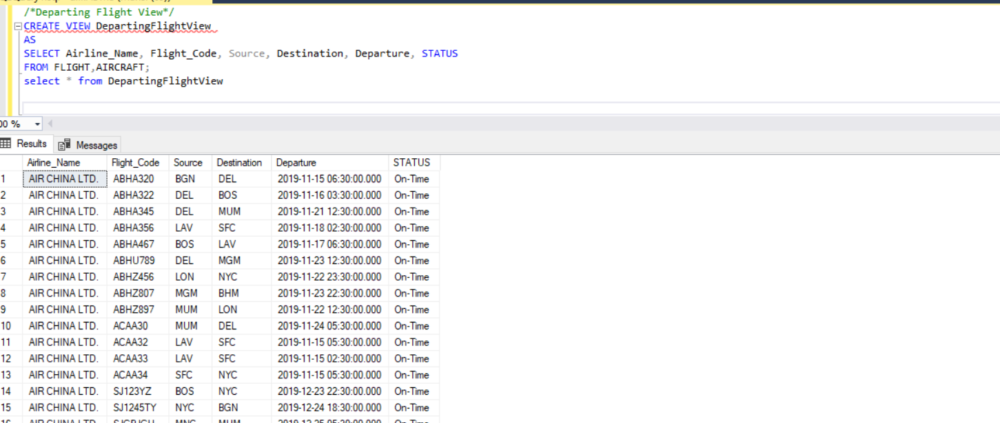 /*Departing Flight View*/
CREATE VIEW DepartingFlightView
AS
SELECT Airline_Name, Flight_Code, Source, Destination, Departure, STATUS
FROM FLIGHT,AIRCRAFT;
select * from DepartingFlightView
Results Messages
Airline_Name Flight_Code Source Destination Departure STATUS
1 AIR CHINA LTD. ABHA320 BGN DEL 2019-11-15 06:30:00.000 On-Time
2 AIR CHINA LTD. ABHA322 DEL BOS 2019-11-16 03:30:00.000 On-Time
3 AIR CHINA LTD. ABHA345 DEL MUM 2019-11-21 12:30:00.000 On-Time
4 AIR CHINA LTD. ABHA356 LAV SFC 2019-11-18 02:30:00.000 On-Time
5 AIR CHINA LTD. ABHA467 BOS LAV 2019-11-17 06:30:00.000 On-Time
6 AIR CHINA LTD. ABHU789 DEL MGM 2019-11-23 12:30:00.000 On-Time
7 AIR CHINA LTD. ABHZ456 LON NYC 2019-11-22 23:30:00.000 On-Time
8 AIR CHINA LTD. ABHZ807 MGM BHM 2019-11-23 22:30:00.000 On-Time
9 AIR CHINA LTD. ABHZ897 MUM LON 2019-11-22 12:30:00.000 On-Time
10 AIR CHINA LTD. ACAA30 MUM DEL 2019-11-24 05:30:00.000 On-Time
11 AIR CHINA LTD. ACAA32 LAV SFC 2019-11-15 05:30:00.000 On-Time
12 AIR CHINA LTD. ACAA33 LAV SFC 2019-11-15 02:30:00.000 On-Time
13 AIR CHINA LTD. ACAA34 SFC NYC 2019-11-15 05:30:00.000 On-Time
14 AIR CHINA LTD. SJ123YZ BOS NYC 2019-12-23 22:30:00.000 On-Time
15 AIR CHINA LTD. SJ1245TY NYC BGN 2019-12-24 18:30:00.000 On-Time